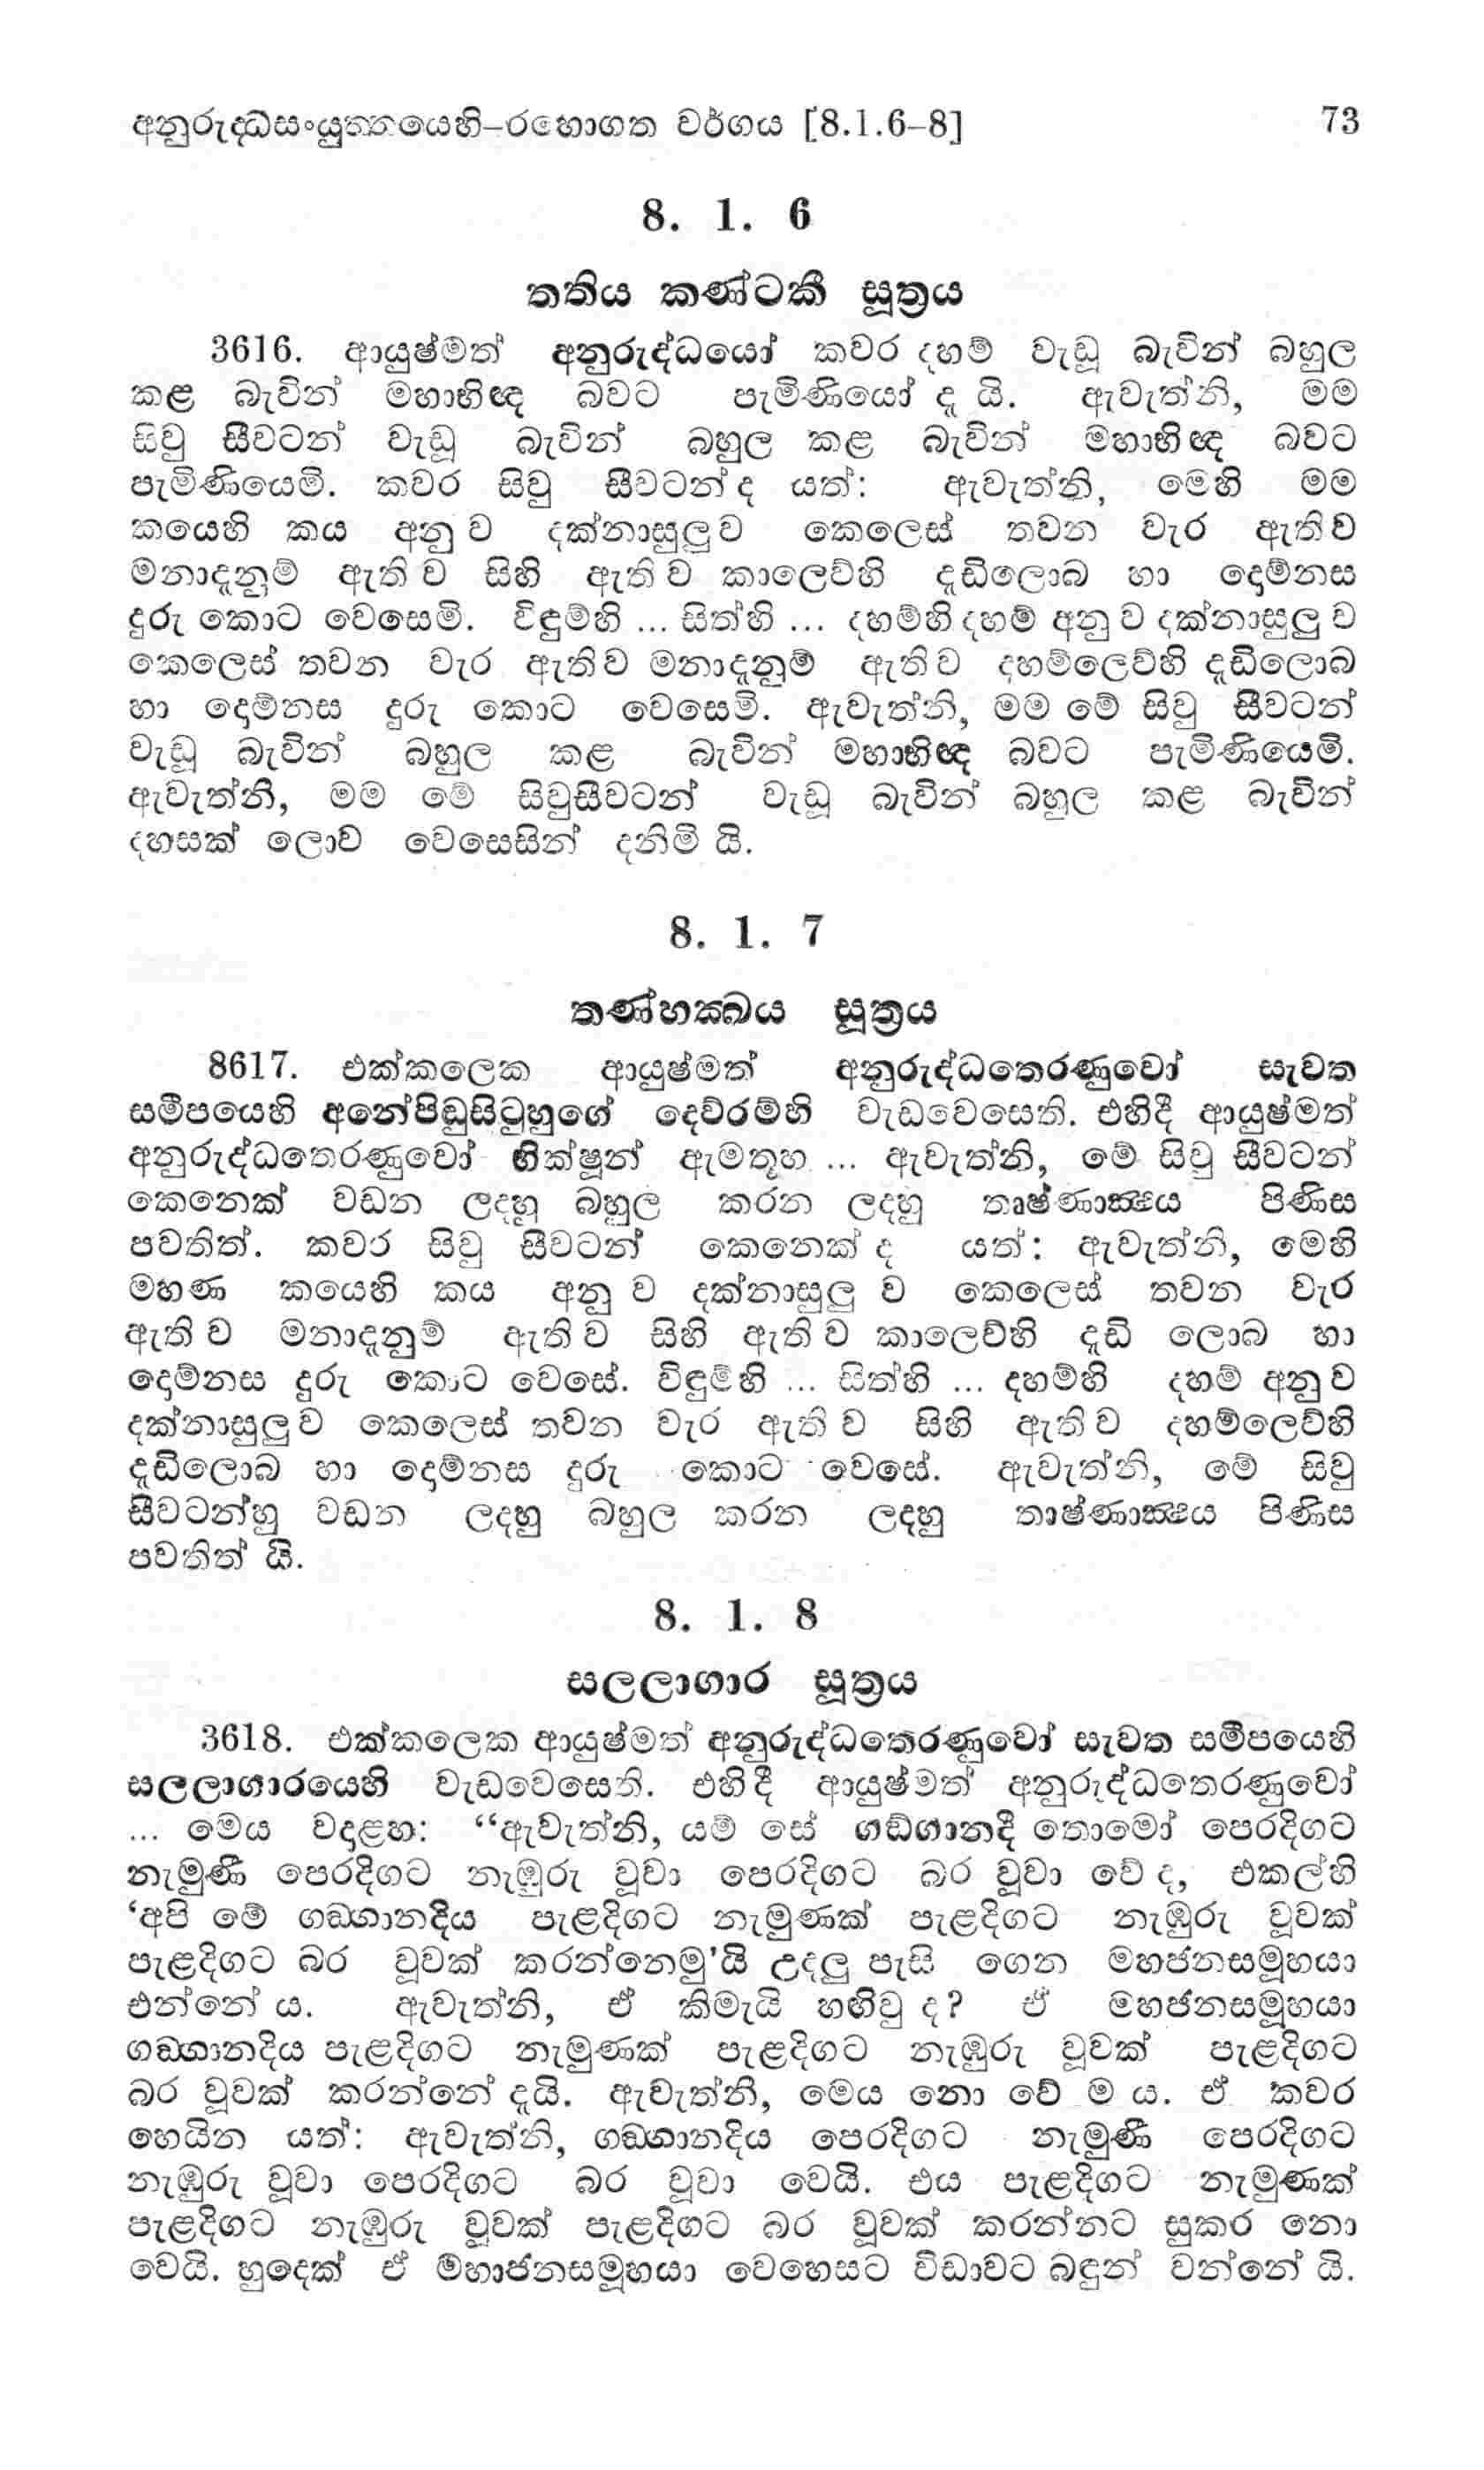 අනුරුද්ධසංයුත්තයෙහි–රහොගත වර්ගය [8.1.6–8] 73
8. 1. 6
තතිය කණ්ටකී සූත්‍රය
3616. ආයුෂ්මත් අනුරුද්ධයෝ කවර දහම් වැඩූ බැවින් බහුල
කළ බැවින් මහාභිඥ බවට පැමිණියෝ දැ යි. ඇවැත්නි, මම
සිවු සීවටන් වැඩූ බැවින් බහුල කළ බැවින් මහාභිඥ බවට
පැමිණියෙමි. කවර සිවු සීවටන් ද යත්: ඇවැත්නි, මෙහි මම
කයෙහි කය අනු ව දක්නාසුලු ව කෙලෙස් තවන වැර ඇතිව
මනාදැනුම් ඇති ව සිහි ඇති ව කාලෙව්හි දැඩිලොබ හා දොම්නස
දුරු කොට වෙසෙමි. විඳුම්හි ... සිත්හි ... දහම්හි දහම් අනු ව දක්නාසුලු ව
කෙලෙස් තවන වැර ඇතිව මනාදැනුම් ඇති ව දහම්ලෙව්හි දැඩිලොබ
හා දොම්නස දුරු කොට වෙසෙමි. ඇවැත්නි, මම මේ සිවු සීවටන්
වැඩූ බැවින් බහුල කළ බැවින් මහාභිඥ බවට පැමිණියෙමි.
ඇවැත්නි, මම මේ සිවුසීවටන් වැඩූ බැවින් බහුල කළ බැවින්
දහසක් ලොව වෙසෙසින් දනිමි යි.
8. 1. 7
තණ්හක්ඛය සූත්‍රය
8617. එක්කලෙක ආයුෂ්මත් අනුරුද්ධතෙරණුවෝ සැවත
සමීපයෙහි අනේපිඬුසිටුහුගේ දෙව්රම්හි වැඩවෙසෙති. එහිදී ආයුෂ්මත්
අනුරුද්ධතෙරණුවෝ භික්ෂූන් ඇමතූහ ... ඇවැත්නි, මේ සිවු සීවටන්
කෙනෙක් වඩන ලදහු බහුල කරන ලදහු තෘෂ්ණාක්‍ෂය පිණිස
පවතිත්. කවර සිවු සීවටන් කෙනෙක් ද යත්: ඇවැත්නි, මෙහි
මහණ කයෙහි කය අනු ව දක්නාසුලු ව කෙලෙස් තවන වැර
ඇති ව මනාදැනුම් ඇති ව සිහි ඇති ව කාලෙව්හි දැඩි ලොබ හා
දොම්නස දුරු කොට වෙසේ. විඳුම්හි ... සිත්හි ... දහම්හි දහම් අනු ව
දක්නාසුලු ව කෙලෙස් තවන වැර ඇති ව සිහි ඇති ව දහම්ලෙව්හි
දැඩිලොබ හා දොම්නස දුරු කොට වෙසේ. ඇවැත්නි, මේ සිවු
සීවටන්හු වඩන ලදහු බහුල කරන ලදහු තෘෂ්ණාක්‍ෂය පිණිස
පවතිත් යි.
8. 1. 8
සලලාගාර සූත්‍රය
3618. එක්කලෙක ආයුෂ්මත් අනුරුද්ධතෙරණුවෝ සැවත සමීපයෙහි
සලලාගාරයෙහි වැඩවෙසෙති. එහි දී ආයුෂ්මත් අනුරුද්ධතෙරණුවෝ
... මෙය වදාළහ: “ඇවැත්නි, යම් සේ ගඞ්ගානදී තොමෝ පෙරදිගට
නැමුණී පෙරදිගට නැඹුරු වූවා පෙරදිගට බර වූවා වේ ද, එකල්හි
‘අපි මේ ගඞ්ගානදිය පැළදිගට නැමුණක් පැළදිගට නැඹුරු වූවක්
පැළදිගට බර වූවක් කරන්නෙමු’යි උදලු පැසි ගෙන මහජනසමූහයා
එන්නේ ය. ඇවැත්නි, ඒ කිමැයි හඟිවු ද? ඒ මහජනසමූහයා
ගඞ්ගානදිය පැළදිගට නැමුණක් පැළදිගට නැඹුරු වූවක් පැළදිගට
බර වූවක් කරන්නේ දැයි. ඇවැත්නි, මෙය නො වේ ම ය. ඒ කවර
හෙයින යත්: ඇවැත්නි, ගඞ්ගානදිය පෙරදිගට නැමුණී පෙරදිගට
නැඹුරු වූවා පෙරදිගට බර වූවා වෙයි. එය පැළදිගට නැමුණක්
පැළදිගට නැඹුරු වූවක් පැළදිගට බර වූවක් කරන්නට සුකර නො
වෙයි. හුදෙක් ඒ මහාජනසමූහයා වෙහෙසට විඩාවට බඳුන් වන්නේ යි.